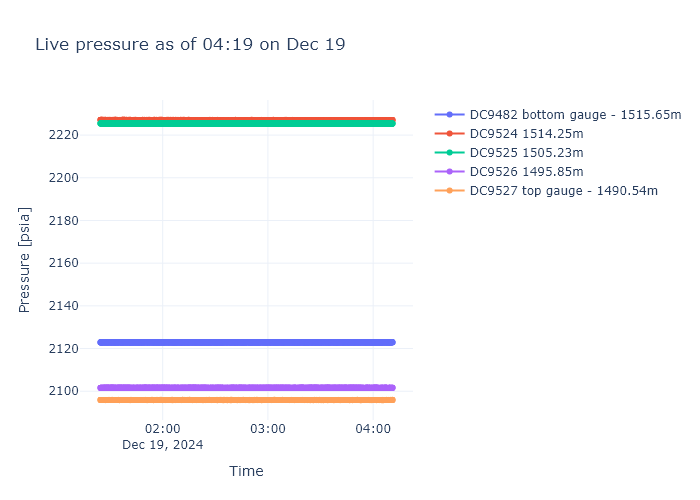 Live pressure as of 04:19 on Dec 19
DC9482 bottom gauge - 1515.65m
DC9524 1514.25m
DC9525 1505.23m
DC9526 1495.85m
DC9527 top gauge - 1490.54m
Pressure [psia]
2220
2200
2180
2160
2140
2120
2100
02:00
03:00
04:00
Dec 19, 2024
Time